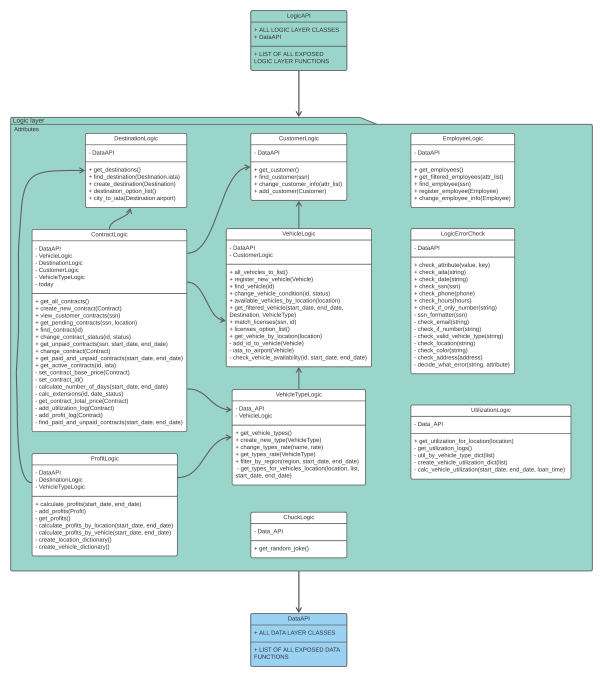 LogicAPI
+ ALL LOGIC LAYER CLASSES
+ DataAPI
+ LIST OF ALL EXPOSED
LOGIC LAYER FUNCTIONS
Logic layer
Attributes
DestinationLogic
- DataAPI
+ get_destinations()
+ find_destination(Destination.iata)
+ create_destination(Destination)
+ destination_option_list()
+ city_to_iata(Destination.airport)
CustomerLogic
- DataAPI
+ get_customer()
+ find_customer(ssn)
+ change_customer_info(attr_list)
+ add_customer(Customer)
EmployeeLogic
- DataAPI
+ get_employees()
+ get_filtered_employees(attr_list)
+ find_employee(ssn)
+ register_employee(Employee)
+ change_employee_info(Employee)
ContractLogic
- DataAPI
- VehicleLogic
- DestinationLogic
- CustomerLogic
- VehicleTypeLogic
- today
+ get_all_contracts()
+ create_new_contract(Contract)
+ view_customer_contracts(ssn)
+ get_pending_contracts(ssn, location)
+ find_contract(id)
+ change_contract_status(id, status)
+ get_unpaid_contracts(ssn, start_date, end_date)
+ change_contract(Contract)
+ get_paid_and_unpaid_contracts(start_date, end_date)
+ get_active_contracts(id, iata)
- set_contract_base_price(Contract)
- set_contract_id()
- calculate_number_of_days(start_date, end_date)
- calc_extensions(id, date_status)
- get_contract_total_price(Contract)
- add_utilization_log(Contract)
- add_profit_log(Contract)
- find_paid_and_unpaid_contracts(start_date, end_date)
VehicleLogic
- DataAPI
- CustomerLogic
+ all_vehicles_to_list()
+ register_new_vehicle(Vehicle)
+ find_vehicle(id)
+ change_vehicle_condition(id, status)
+ available_vehicles_by_location(location)
+ get_filtered_vehicle(start_date, end_date,
Destination, VehicleType)
+ match_licenses(ssn, id)
+ licenses_option_list()
+ get_vehicle_by_location(location)
- add_id_to_vehicle(Vehicle)
- iata_to_airport(Vehicle)
- check_vehicle_availability(id, start_date, end_date)
LogicErrorCheck
- DataAPI
+ check_attribute(value, key)
+ check_aita(string)
+ check_date(string)
+ check_ssn(string)
+ check_phone(phone)
+ check_hours(hours)
+ check_if_only_number(string)
- ssn_formatter(ssn)
- check_email(string)
- check_if_number(string)
- check_valid_vehicle_type(string)
- check_location(string)
- check_color(string)
- check_address(address)
- decide_what_error(string, attribute)
VehicleTypeLogic
- Data_API
- VehicleLogic
+ get_vehicle_types()
+ create_new_type(VehicleType)
+ change_types_rate(name, rate)
+ get_types_rate(VehicleType)
+ filter_by_region(region, start_date, end_date)
- get_types_for_vehicles_location(location, list,
start_date, end_date)
UtilizationLogic
- Data_API
+ get_utilization_for_location(location)
- get_utilization_logs()
- util_by_vehicle_type_dict(list)
- create_vehicle_utilization_dict(list)
- calc_vehicle_utilization(start_date, end_date, loan_time)
ProfitLogic
- DataAPI
- DestinationLogic
- VehicleTypeLogic
+ calculate_profits(start_date, end_date)
- add_profits(Profit)
- get_profits()
- calculate_profits_by_location(start_date, end_date)
- calculate_profits_by_vehicle(start_date, end_date)
- create_location_dictionary()
- create_vehicle_dictionary()
ChuckLogic
- Data_API
+ get_random_joke()
DataAPI
+ ALL DATA LAYER CLASSES
+ LIST OF ALL EXPOSED DATA
FUNCTIONS